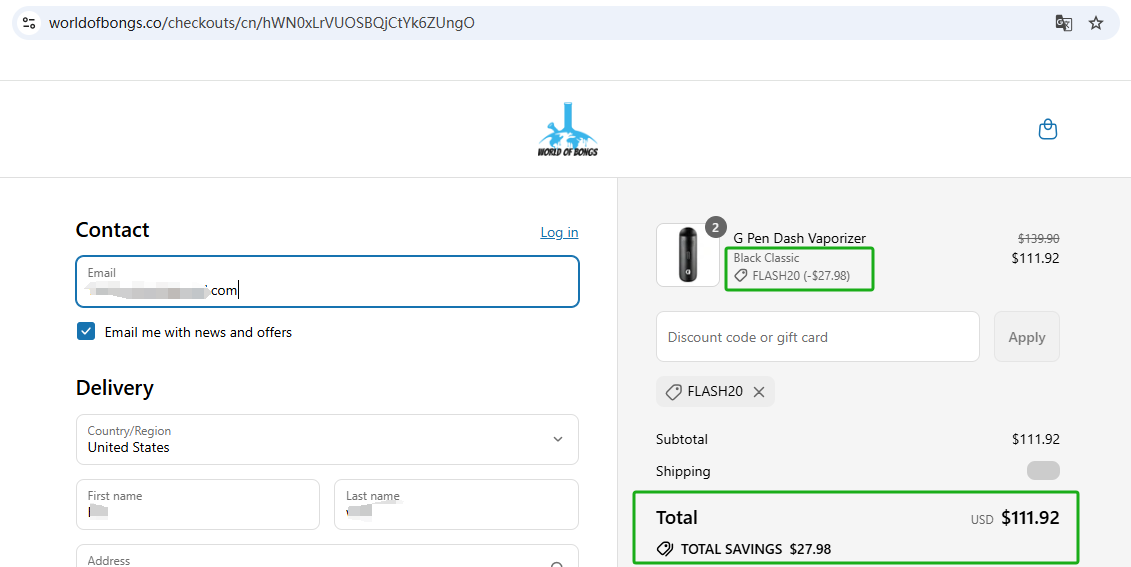 worldofbongs.co/checkouts/cn/hWN0xLrVUOSBQjCtYk6ZUngO
WORLD OF BONGS
Contact
Log in
Email
.com
Email me with news and offers
Delivery
Country/Region
United States
First name
Last name
Address
2
G Pen Dash Vaporizer
$139.90
Black Classic
$111.92
FLASH20 (-$27.98)
Discount code or gift card
Apply
FLASH20
Subtotal
$111.92
Shipping
Total
USD $111.92
TOTAL SAVINGS $27.98